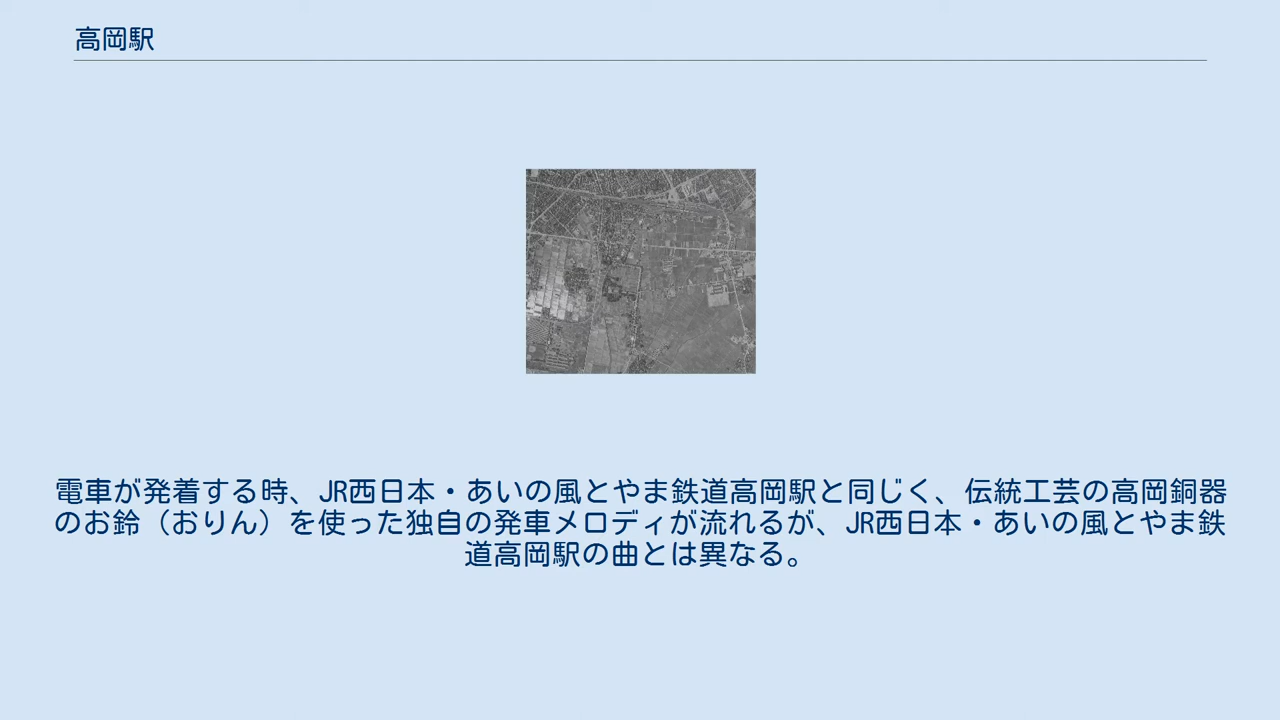 高岡駅
電車が発着する時、JR西日本・あいの風とやま鉄道高岡駅と同じく、伝統工芸の高岡銅器
のお鈴（おりん）を使った独自の発車メロディが流れるが、JR西日本・あいの風とやま鉄
道高岡駅の曲とは異なる。